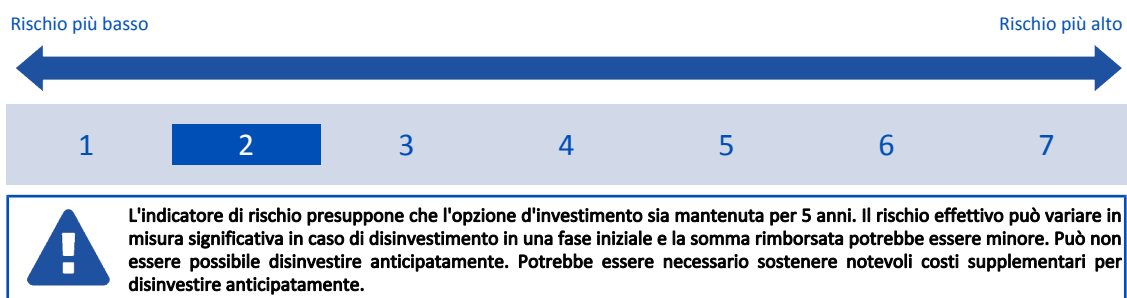 Rischio più basso Rischio più alto
1 2 3 4 5 6 7
L'indicatore di rischio presuppone che l'opzione d'investimento sia mantenuta per 5 anni. Il rischio effettivo può variare in
misura significativa in caso di disinvestimento in una fase iniziale e la somma rimborsata potrebbe essere minore. Può non
essere possibile disinvestire anticipatamente. Potrebbe essere necessario sostenere notevoli costi supplementari per
disinvestire anticipatamente.